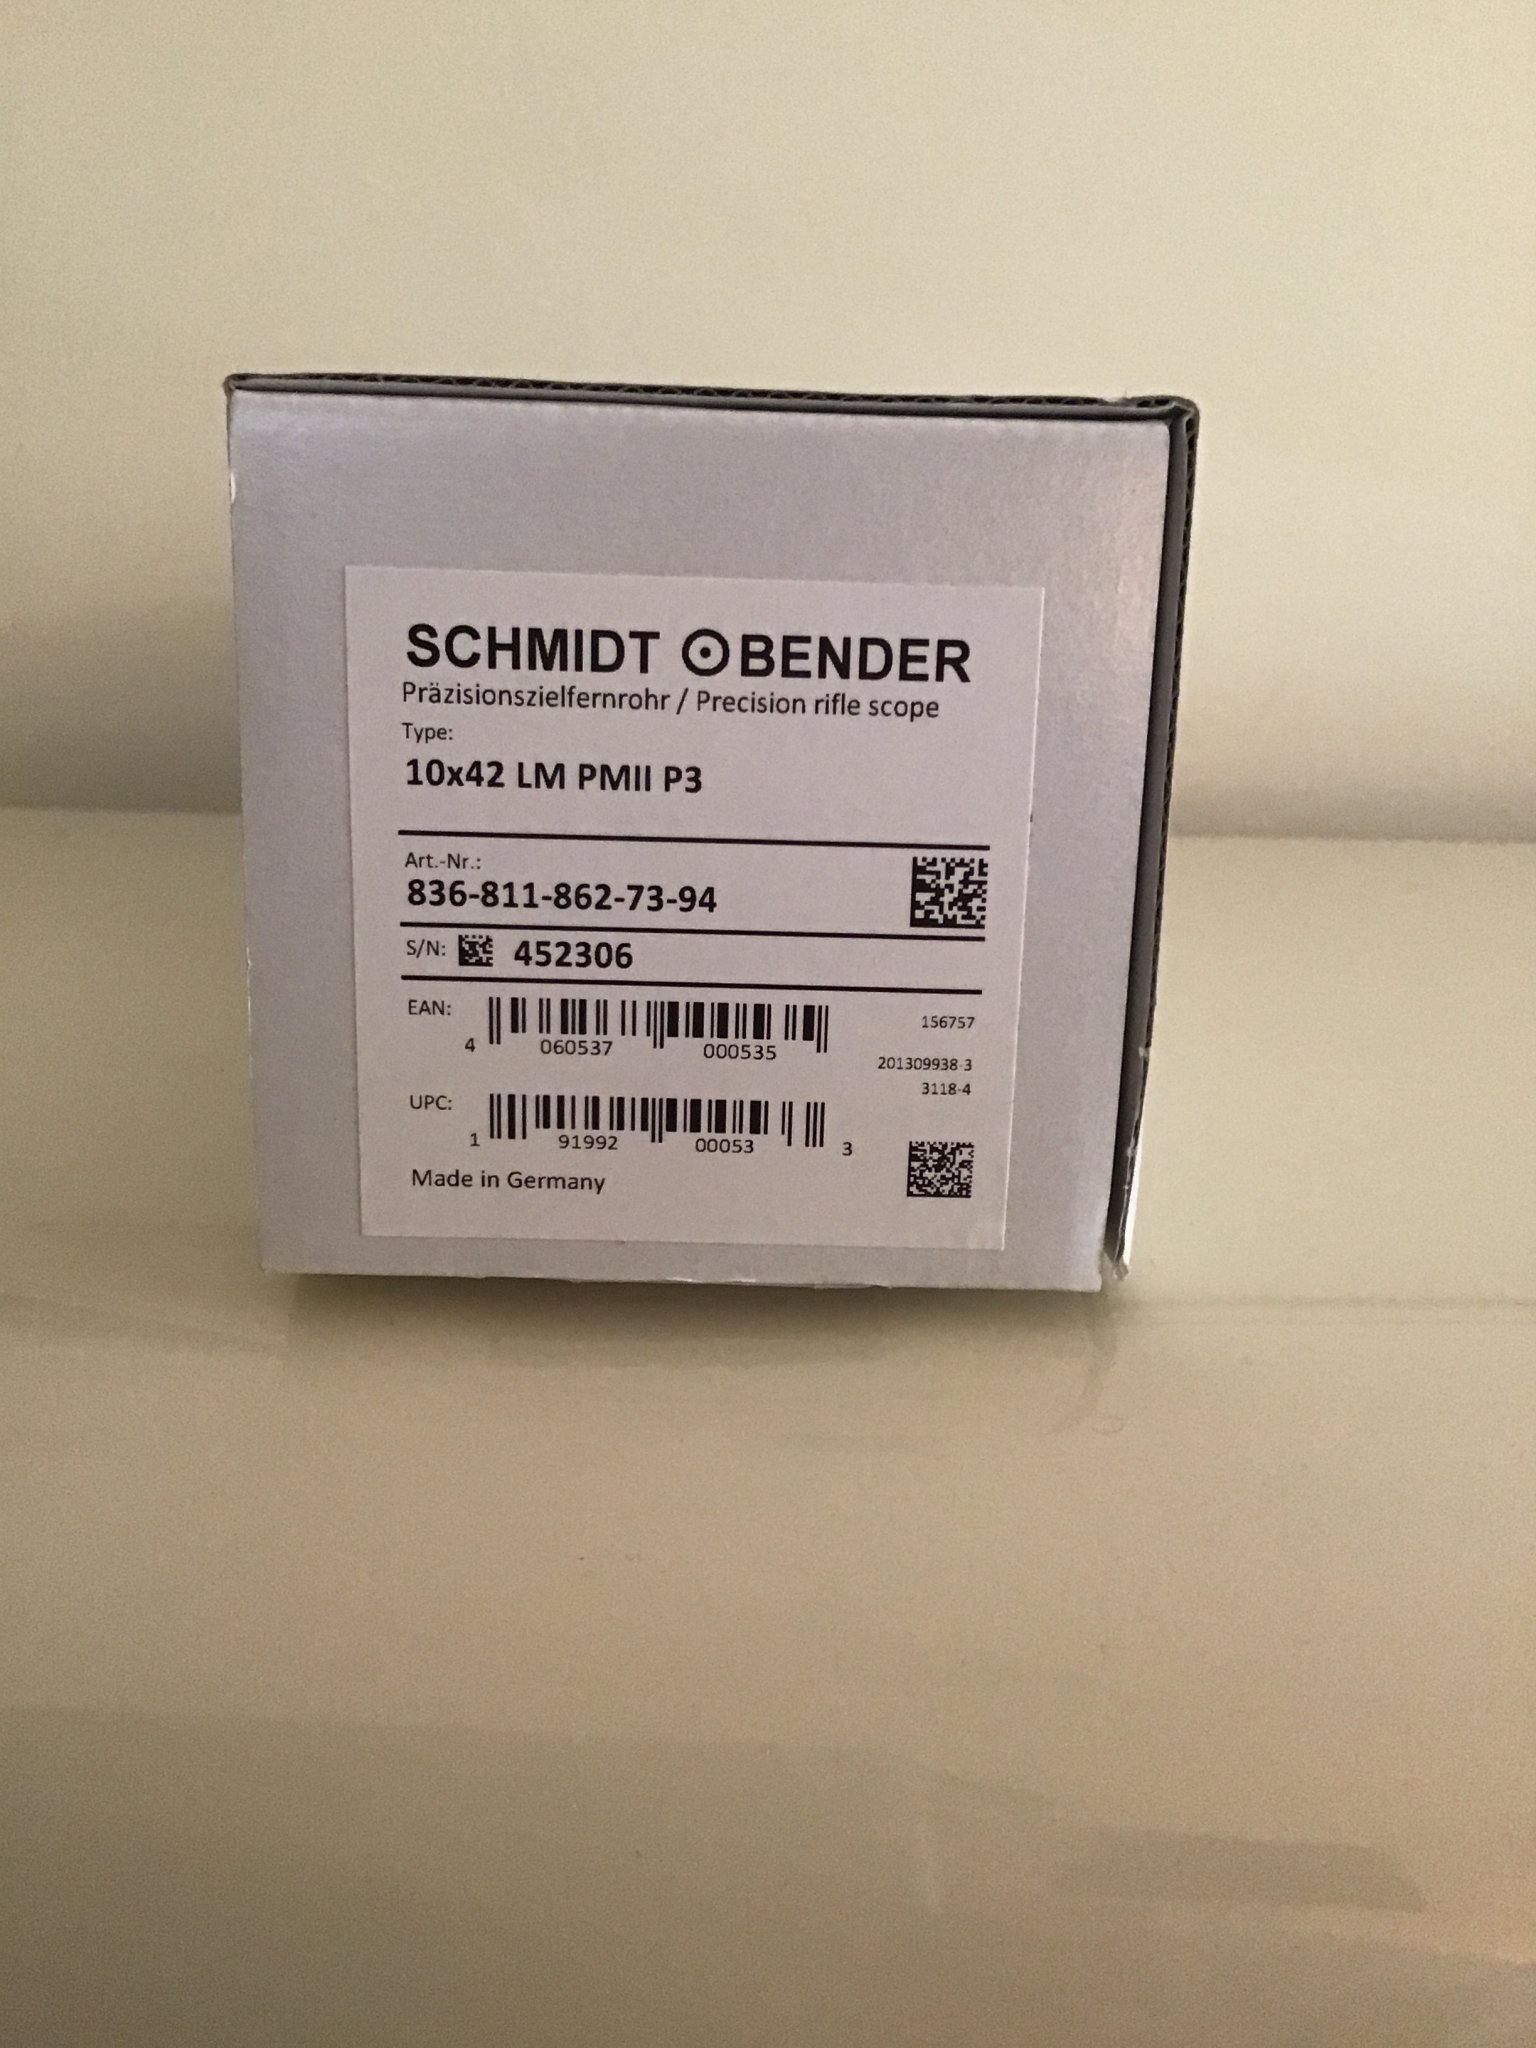 SCHMIDT BENDER
Präzisionszielfernrohr / Precision rifle scope
Type:
10x42 LM PMII P3
Art.-Nr.:
836-811-862-73-94
S/N: 452306
EAN:
4 060537 000535
156757
201309938-3
3118-4
UPC:
1 91992 00053 3
Made in Germany